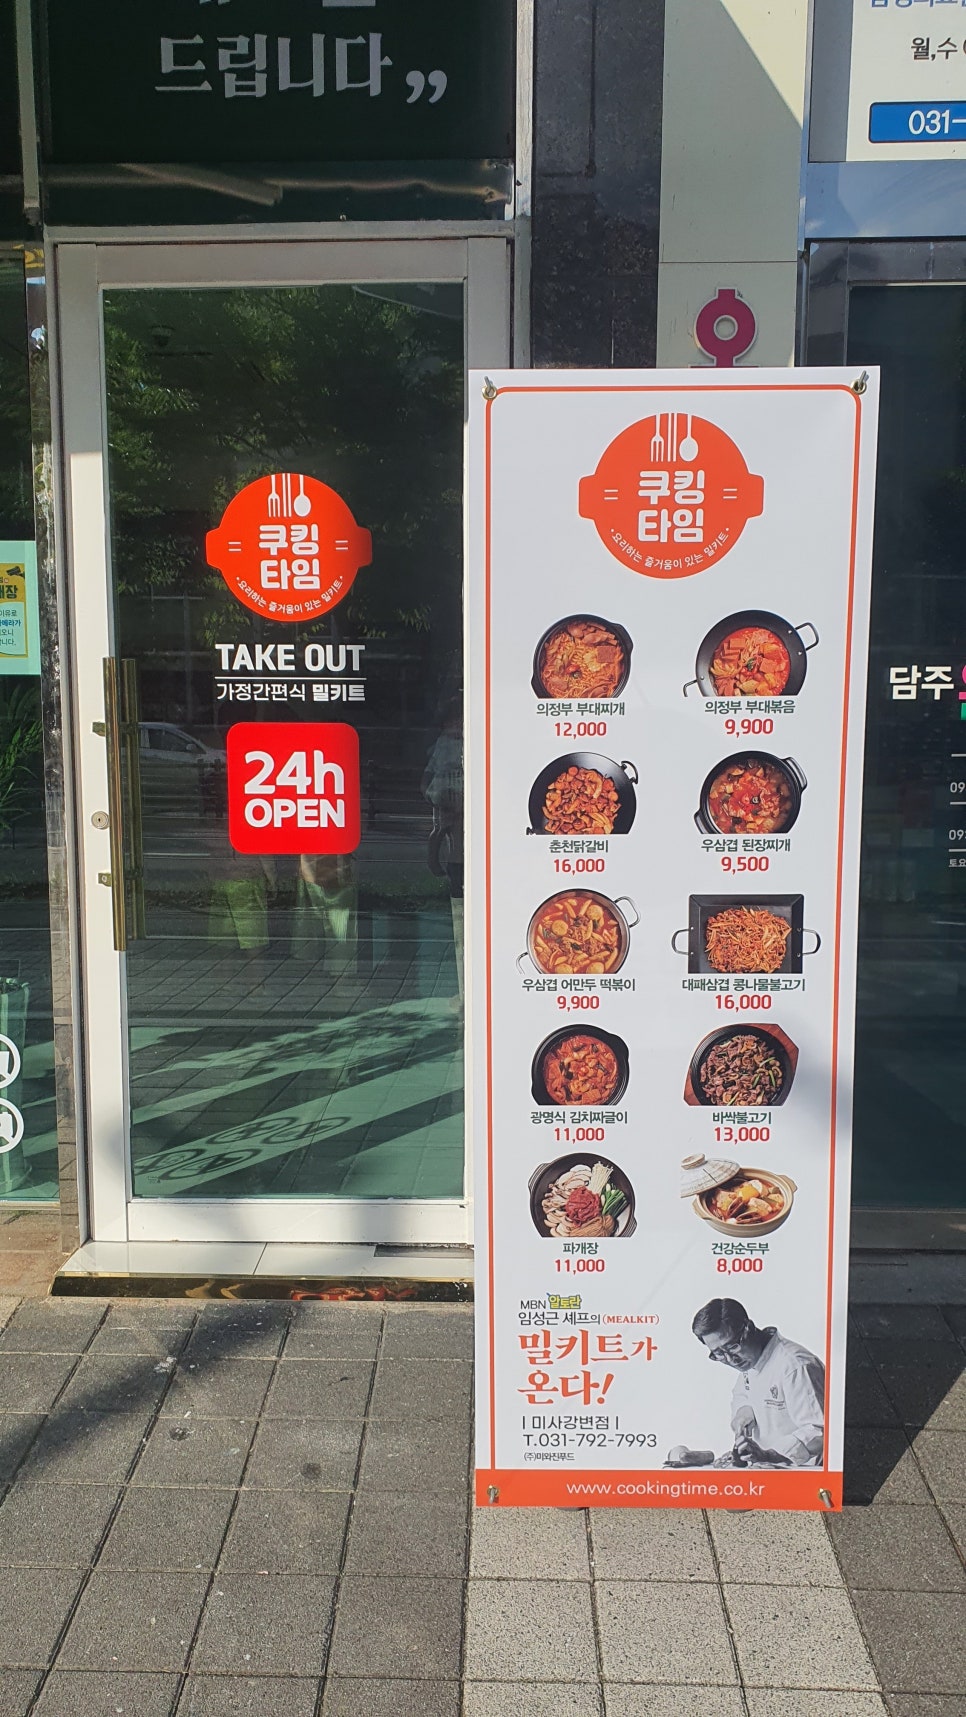 드립니다”
월,수
031-
쿠킹
타임
•요리하는 즐거움이 있는 밀키트•
TAKE OUT
가정간편식 밀키트
24h
OPEN
쿠킹
타임
•요리하는 즐거움이 있는 밀키트•
의정부 부대찌개
12,000
의정부 부대볶음
9,900
춘천닭갈비
16,000
우삼겹 된장찌개
9,500
우삼겹 어만두 떡볶이
9,900
대패삼겹 콩나물불고기
16,000
광명식 김치짜글이
11,000
바싹불고기
13,000
파개장
11,000
건강순두부
8,000
MBN 알토란
임성근 셰프의(MEALKIT)
밀키트가
온다!
| 미사강변점 |
T.031-792-7993
(주)미와진푸드
www.cookingtime.co.kr
담주